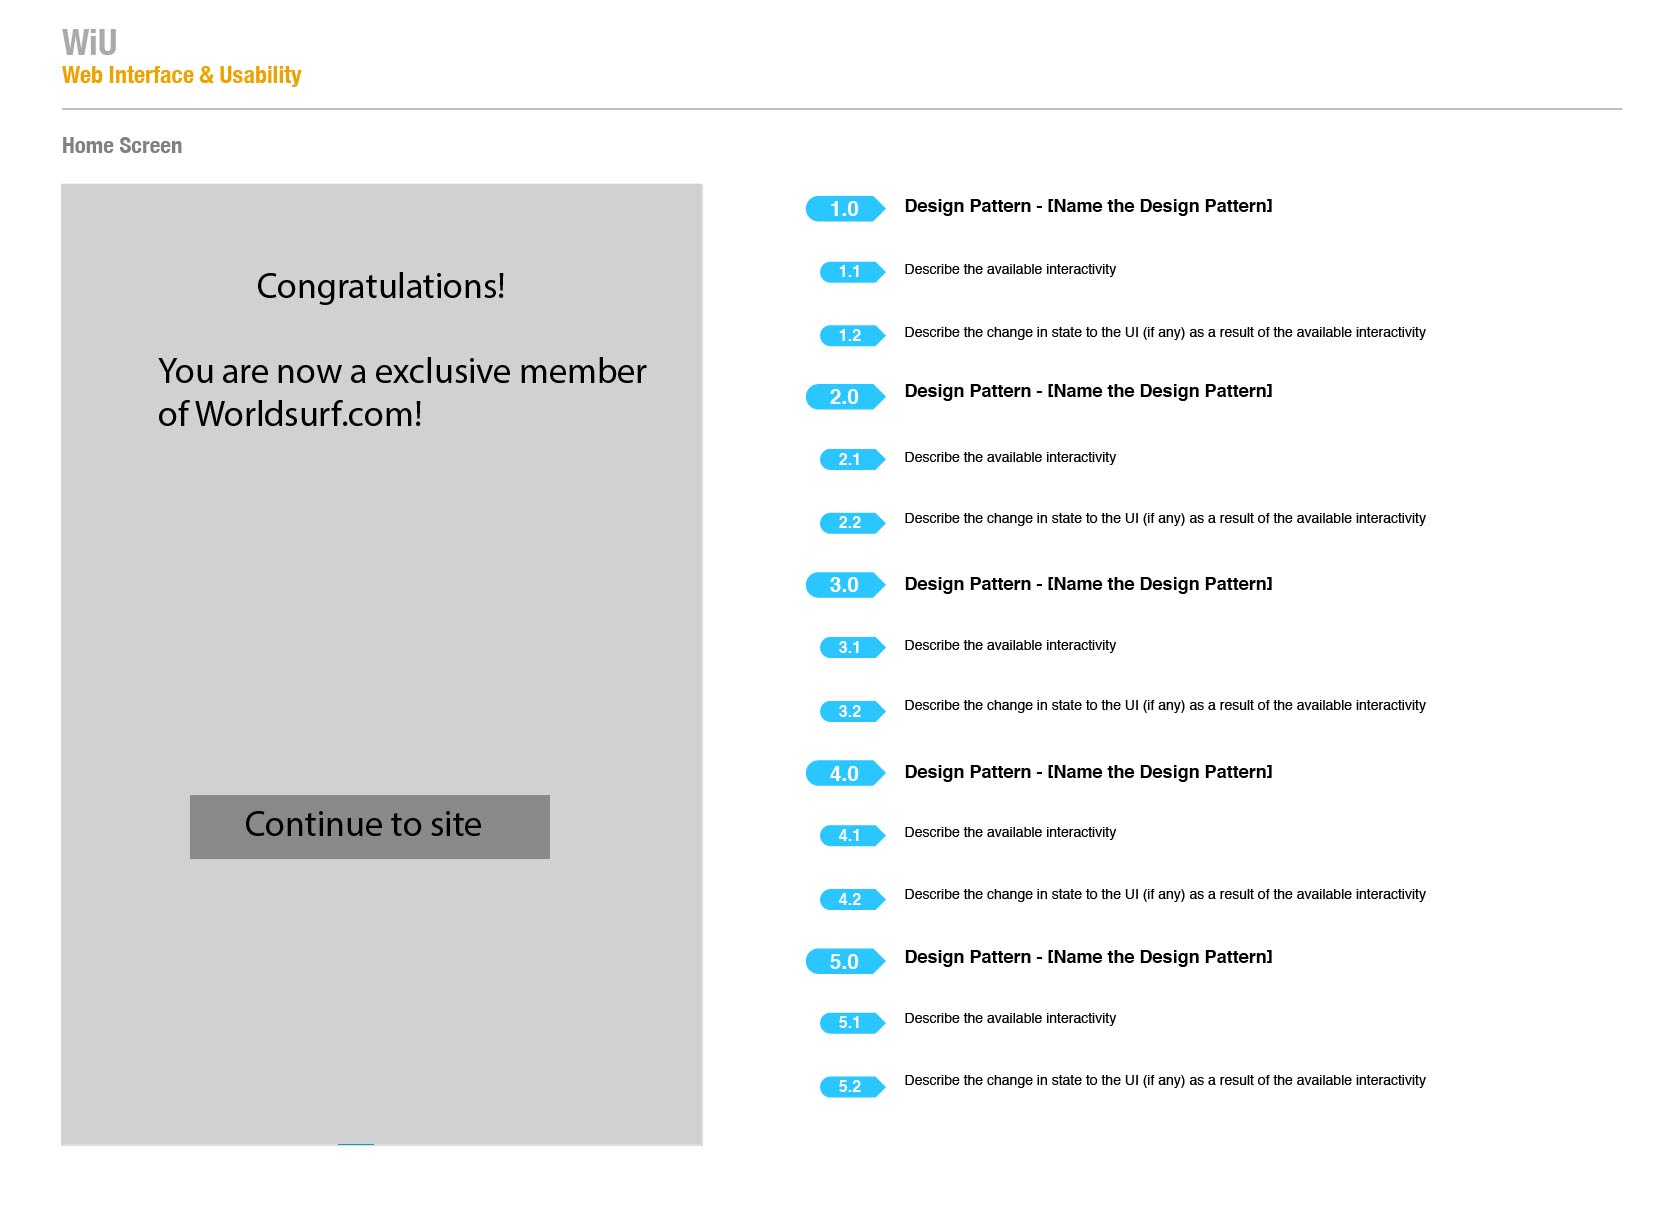 WiU
Web Interface & Usability
Home Screen
Congratulations!
You are now a exclusive member
of Worldsurf.com!
Continue to site
1.0 Design Pattern - [Name the Design Pattern]
1.1 Describe the available interactivity
1.2 Describe the change in state to the UI (if any) as a result of the available interactivity
2.0 Design Pattern - [Name the Design Pattern]
2.1 Describe the available interactivity
2.2 Describe the change in state to the UI (if any) as a result of the available interactivity
3.0 Design Pattern - [Name the Design Pattern]
3.1 Describe the available interactivity
3.2 Describe the change in state to the UI (if any) as a result of the available interactivity
4.0 Design Pattern - [Name the Design Pattern]
4.1 Describe the available interactivity
4.2 Describe the change in state to the UI (if any) as a result of the available interactivity
5.0 Design Pattern - [Name the Design Pattern]
5.1 Describe the available interactivity
5.2 Describe the change in state to the UI (if any) as a result of the available interactivity